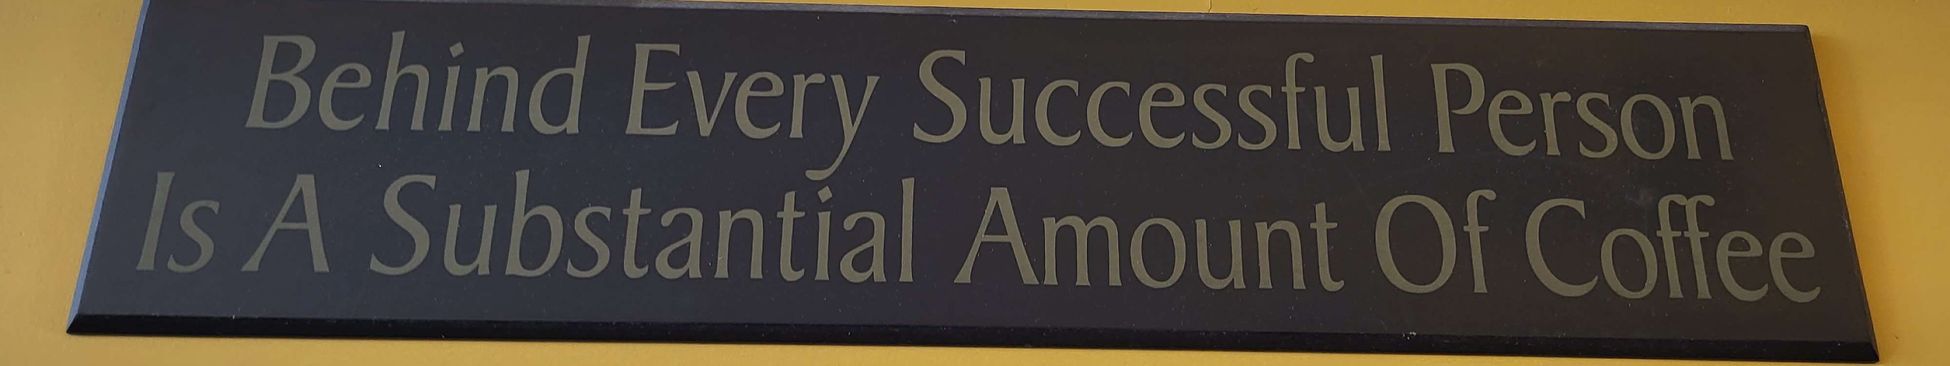 Behind Every Successful Person
Is A Substantial Amount Of Coffee